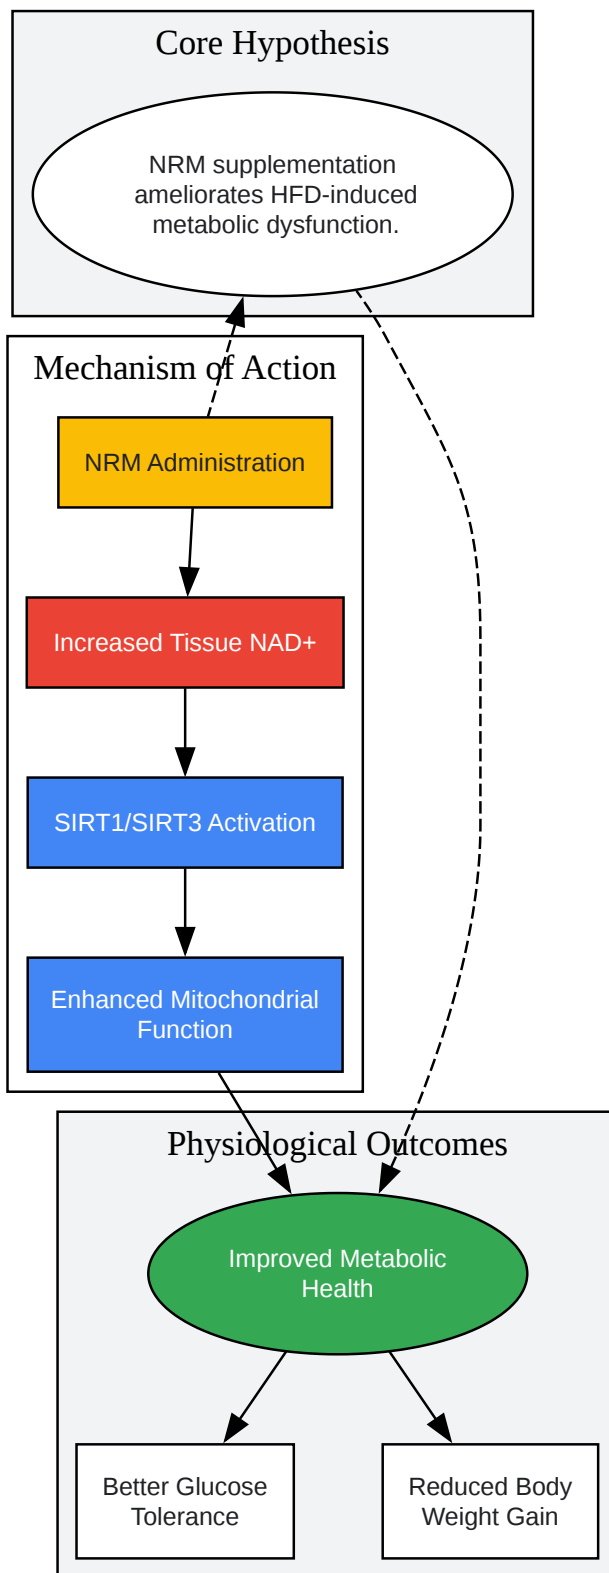 Core Hypothesis
NRM supplementation
ameliorates HFD-induced
metabolic dysfunction.
Mechanism of Action
NRM Administration
Increased Tissue NAD+
SIRT1/SIRT3 Activation
Enhanced Mitochondrial
Function
Physiological Outcomes
Improved Metabolic
Health
Better Glucose
Tolerance
Reduced Body
Weight Gain